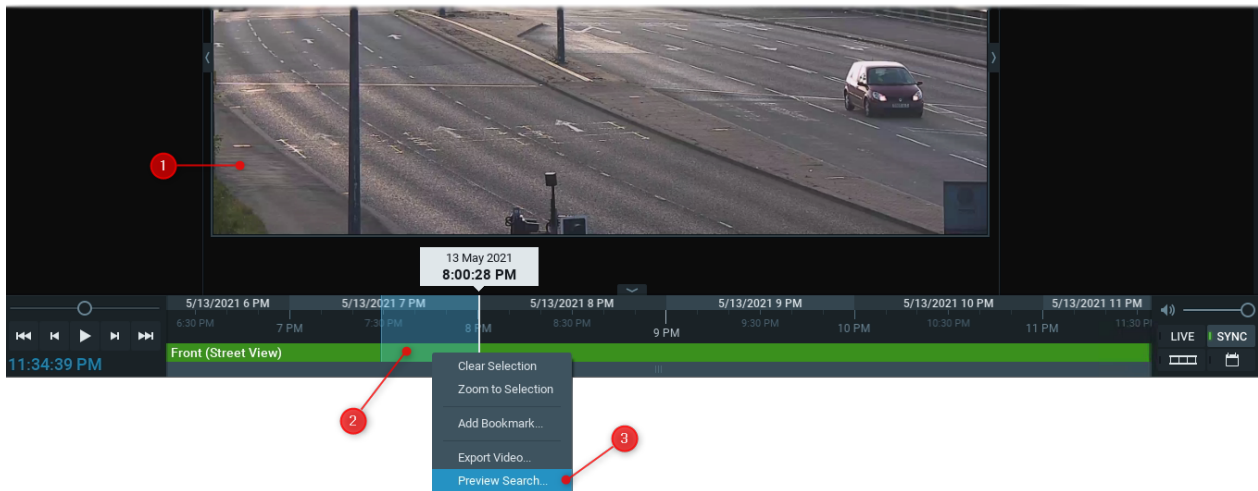 1
13 May 2021
8:00:28 PM
5/13/2021 6 PM 5/13/2021 7 PM 5/13/2021 8 PM 5/13/2021 9 PM 5/13/2021 10 PM 5/13/2021 11 PM
6:30 PM 7 PM 7:30 PM 8 PM 8:30 PM 9 PM 9:30 PM 10 PM 10:30 PM 11 PM 11:30 P
LIVE SYNC
Front (Street View)
11:34:39 PM
Clear Selection
Zoom to Selection
2
Add Bookmark...
3
Export Video...
Preview Search...